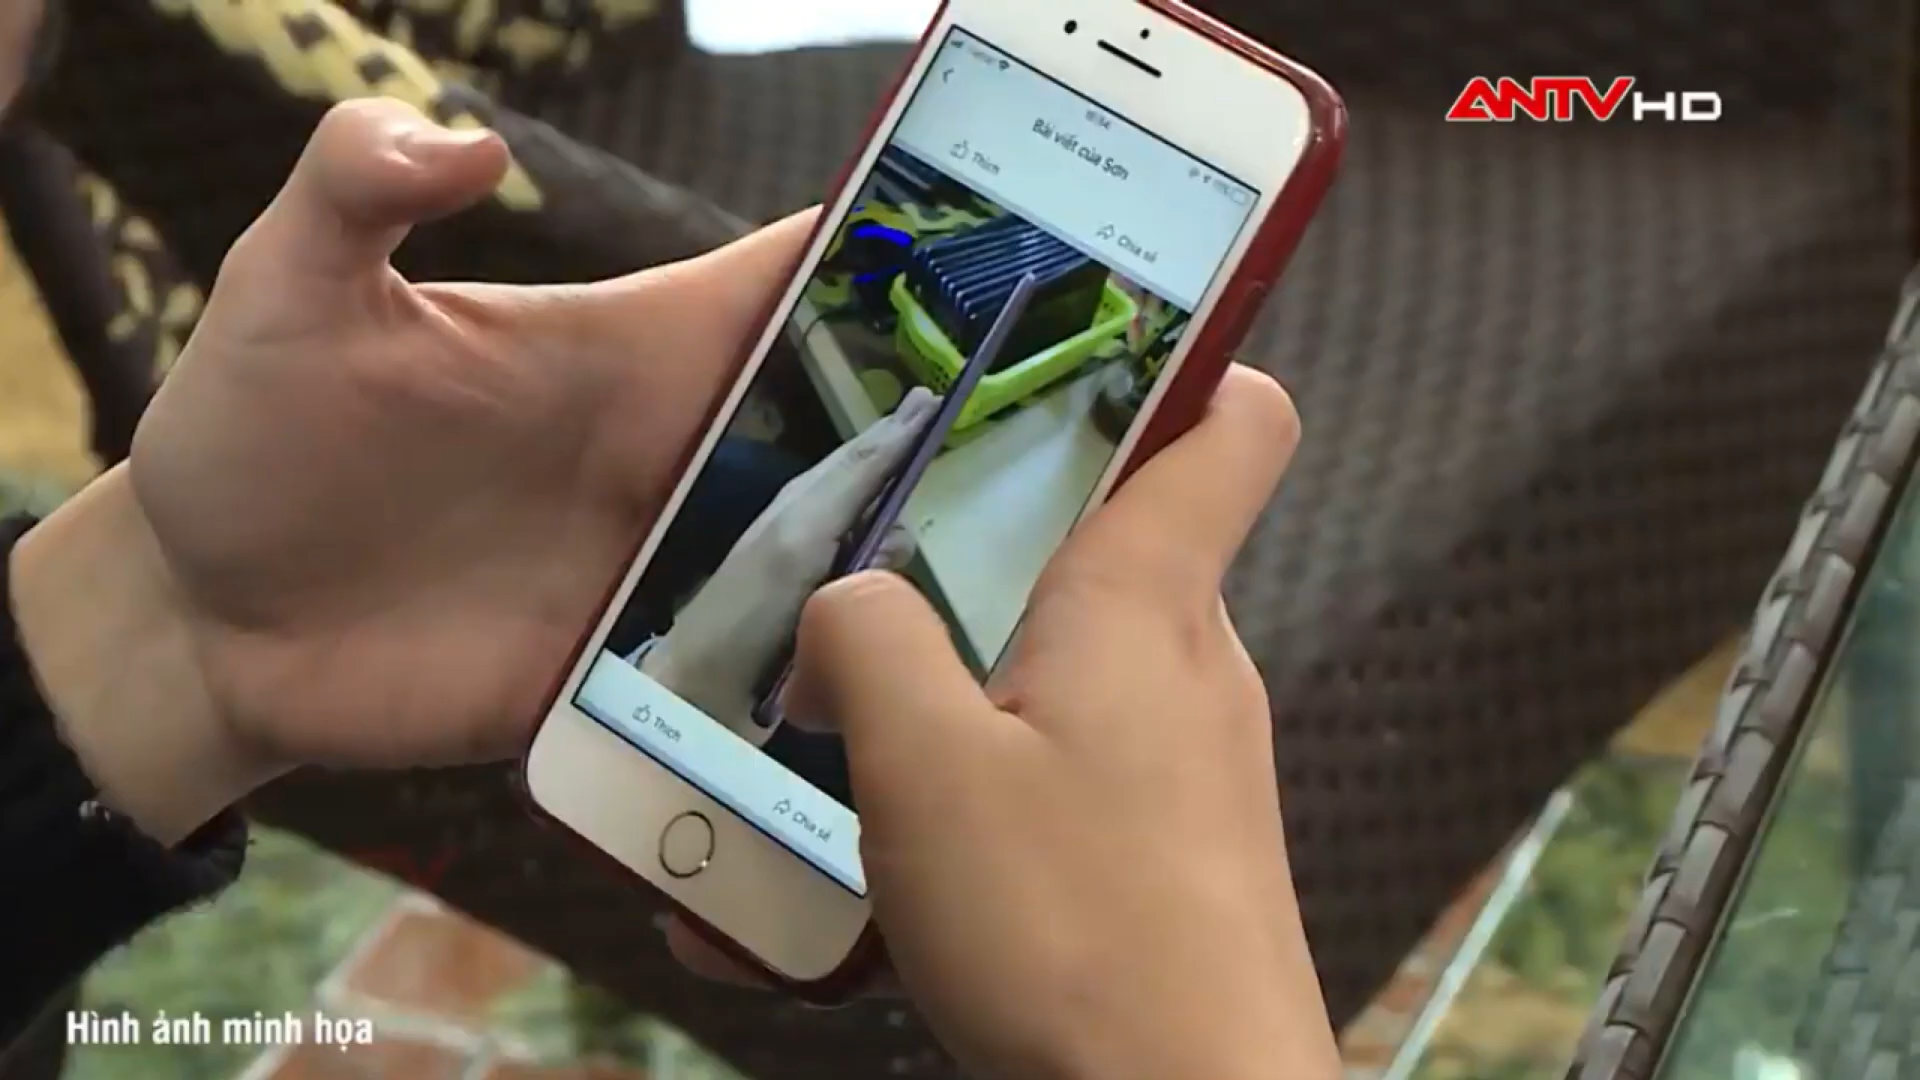 ANTV HD
Bài viết của Sơn
Thích
Chia sẻ
Thích
Chia sẻ
Hình ảnh minh họa